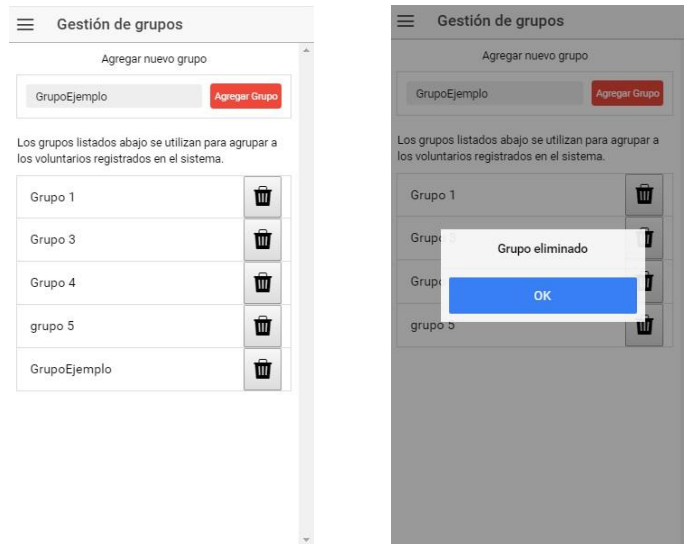 Gestión de grupos
Agregar nuevo grupo
GrupoEjemplo
Agregar Grupo
Los grupos listados abajo se utilizan para agrupar a
los voluntarios registrados en el sistema.
Grupo 1
Grupo 3
Grupo 4
grupo 5
GrupoEjemplo
Gestión de grupos
Agregar nuevo grupo
GrupoEjemplo
Agregar Grupo
Los grupos listados abajo se utilizan para agrupar a
los voluntarios registrados en el sistema.
Grupo 1
Grupo eliminado
OK
grupo 5